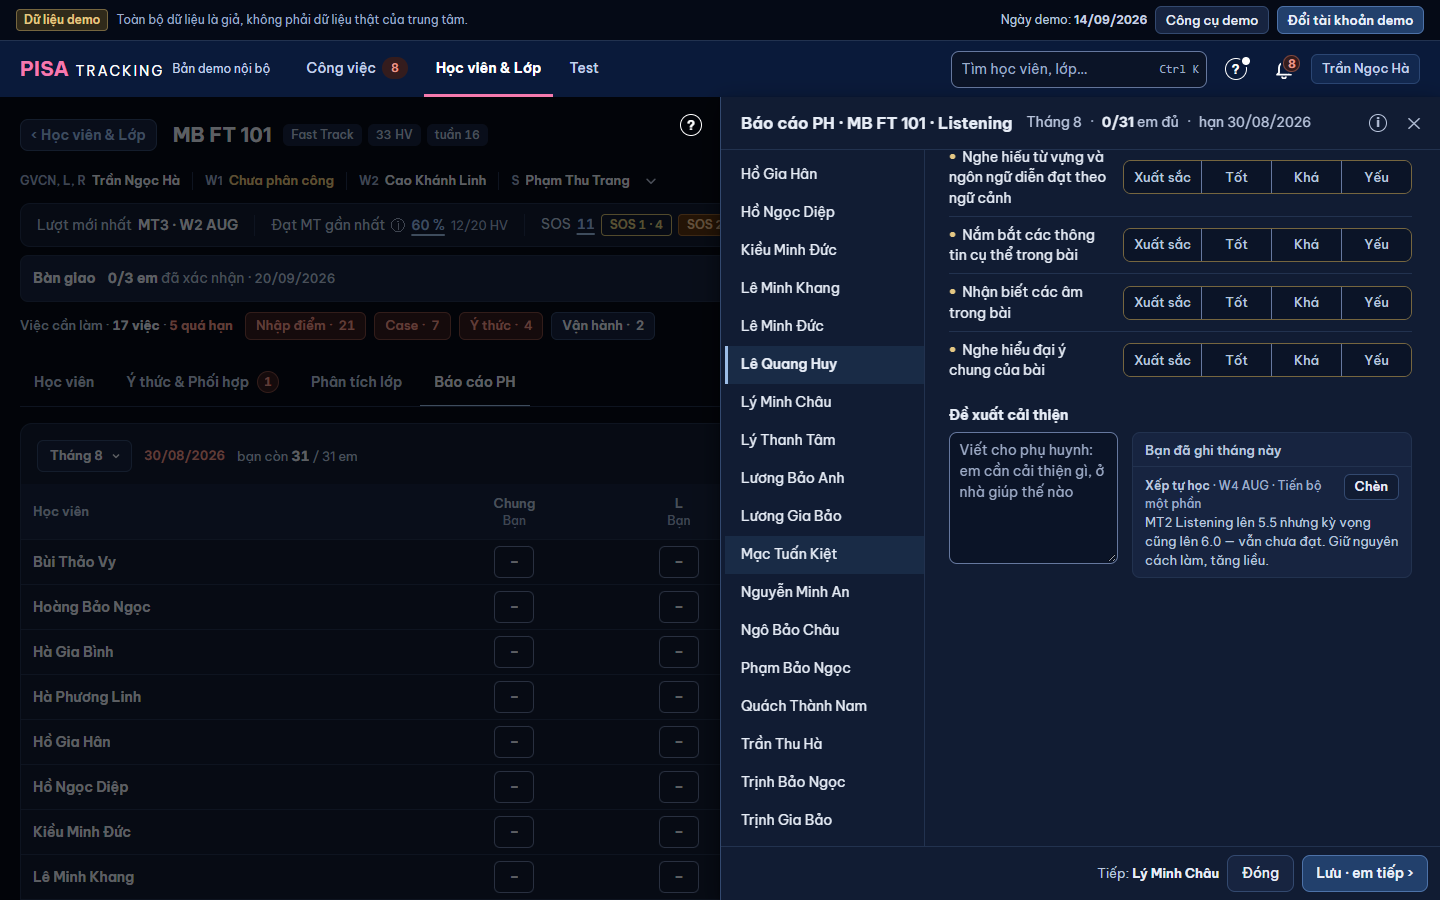 Dữ liệu demo Toàn bộ dữ liệu là giả, không phải dữ liệu thật của trung tâm. Ngày demo: 14/09/2026 Công cụ demo Đổi tài khoản demo
PISA TRACKING Bản demo nội bộ Công việc 8 Học viên & Lớp Test Tìm học viên, lớp... Ctrl K ? 8 Trần Ngọc Hà
‹ Học viên & Lớp MB FT 101 Fast Track 33 HV tuần 16 ?
GVCN, L, R Trần Ngọc Hà W1 Chưa phân công W2 Cao Khánh Linh S Phạm Thu Trang
Lượt mới nhất MT3 · W2 AUG Đạt MT gần nhất 60 % 12/20 HV SOS 11 SOS 1 · 4 SOS 2
Bàn giao 0/3 em đã xác nhận · 20/09/2026
Việc cần làm · 17 việc · 5 quá hạn Nhập điểm · 21 Case · 7 Ý thức · 4 Vận hành · 2
Học viên Ý thức & Phối hợp 1 Phân tích lớp Báo cáo PH
Tháng 8 30/08/2026 bạn còn 31 / 31 em
Học viên Chung L
Bạn Bạn
Bùi Thảo Vy – –
Hoàng Bảo Ngọc – –
Hà Gia Bình – –
Hà Phương Linh – –
Hồ Gia Hân – –
Hồ Ngọc Diệp – –
Kiều Minh Đức – –
Lê Minh Khang – –
Báo cáo PH · MB FT 101 · Listening Tháng 8 · 0/31 em đủ · hạn 30/08/2026
Hồ Gia Hân
Hồ Ngọc Diệp
Kiều Minh Đức
Lê Minh Khang
Lê Minh Đức
Lê Quang Huy
Lý Minh Châu
Lý Thanh Tâm
Lương Bảo Anh
Lương Gia Bảo
Mạc Tuấn Kiệt
Nguyễn Minh An
Ngô Bảo Châu
Phạm Bảo Ngọc
Quách Thành Nam
Trần Thu Hà
Trịnh Bảo Ngọc
Trịnh Gia Bảo
• Nghe hiểu từ vựng và
ngôn ngữ diễn đạt theo
ngữ cảnh
Xuất sắc Tốt Khá Yếu
• Nắm bắt các thông
tin cụ thể trong bài
Xuất sắc Tốt Khá Yếu
• Nhận biết các âm
trong bài
Xuất sắc Tốt Khá Yếu
• Nghe hiểu đại ý
chung của bài
Xuất sắc Tốt Khá Yếu
Đề xuất cải thiện
Viết cho phụ huynh:
em cần cải thiện gì, ở
nhà giúp thế nào
Bạn đã ghi tháng này
Xếp tự học · W4 AUG · Tiến bộ
một phần
Chèn
MT2 Listening lên 5.5 nhưng kỳ vọng
cũng lên 6.0 — vẫn chưa đạt. Giữ nguyên
cách làm, tăng liều.
Tiếp: Lý Minh Châu Đóng Lưu · em tiếp ›